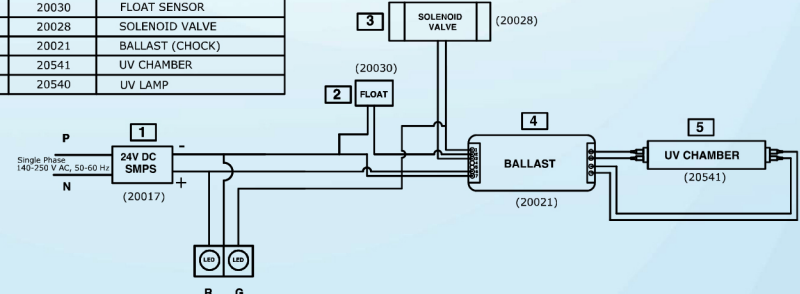 20030 FLOAT SENSOR
20028 SOLENOID VALVE
20021 BALLAST (CHOCK)
20541 UV CHAMBER
20540 UV LAMP
3
SOLENOID
VALVE
(20028)
(20030)
2
FLOAT
P
1
4
5
Single Phase
140-250 V AC, 50-60 Hz
24V DC
SMPS
-
+
BALLAST
UV CHAMBER
N
(20017)
(20021)
(20541)
LED LED